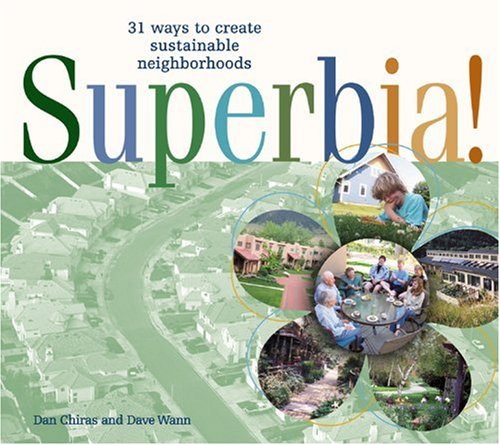 31 ways to create
sustainable
neighborhoods
Superbia!
Dan Chiras and Dave Wann